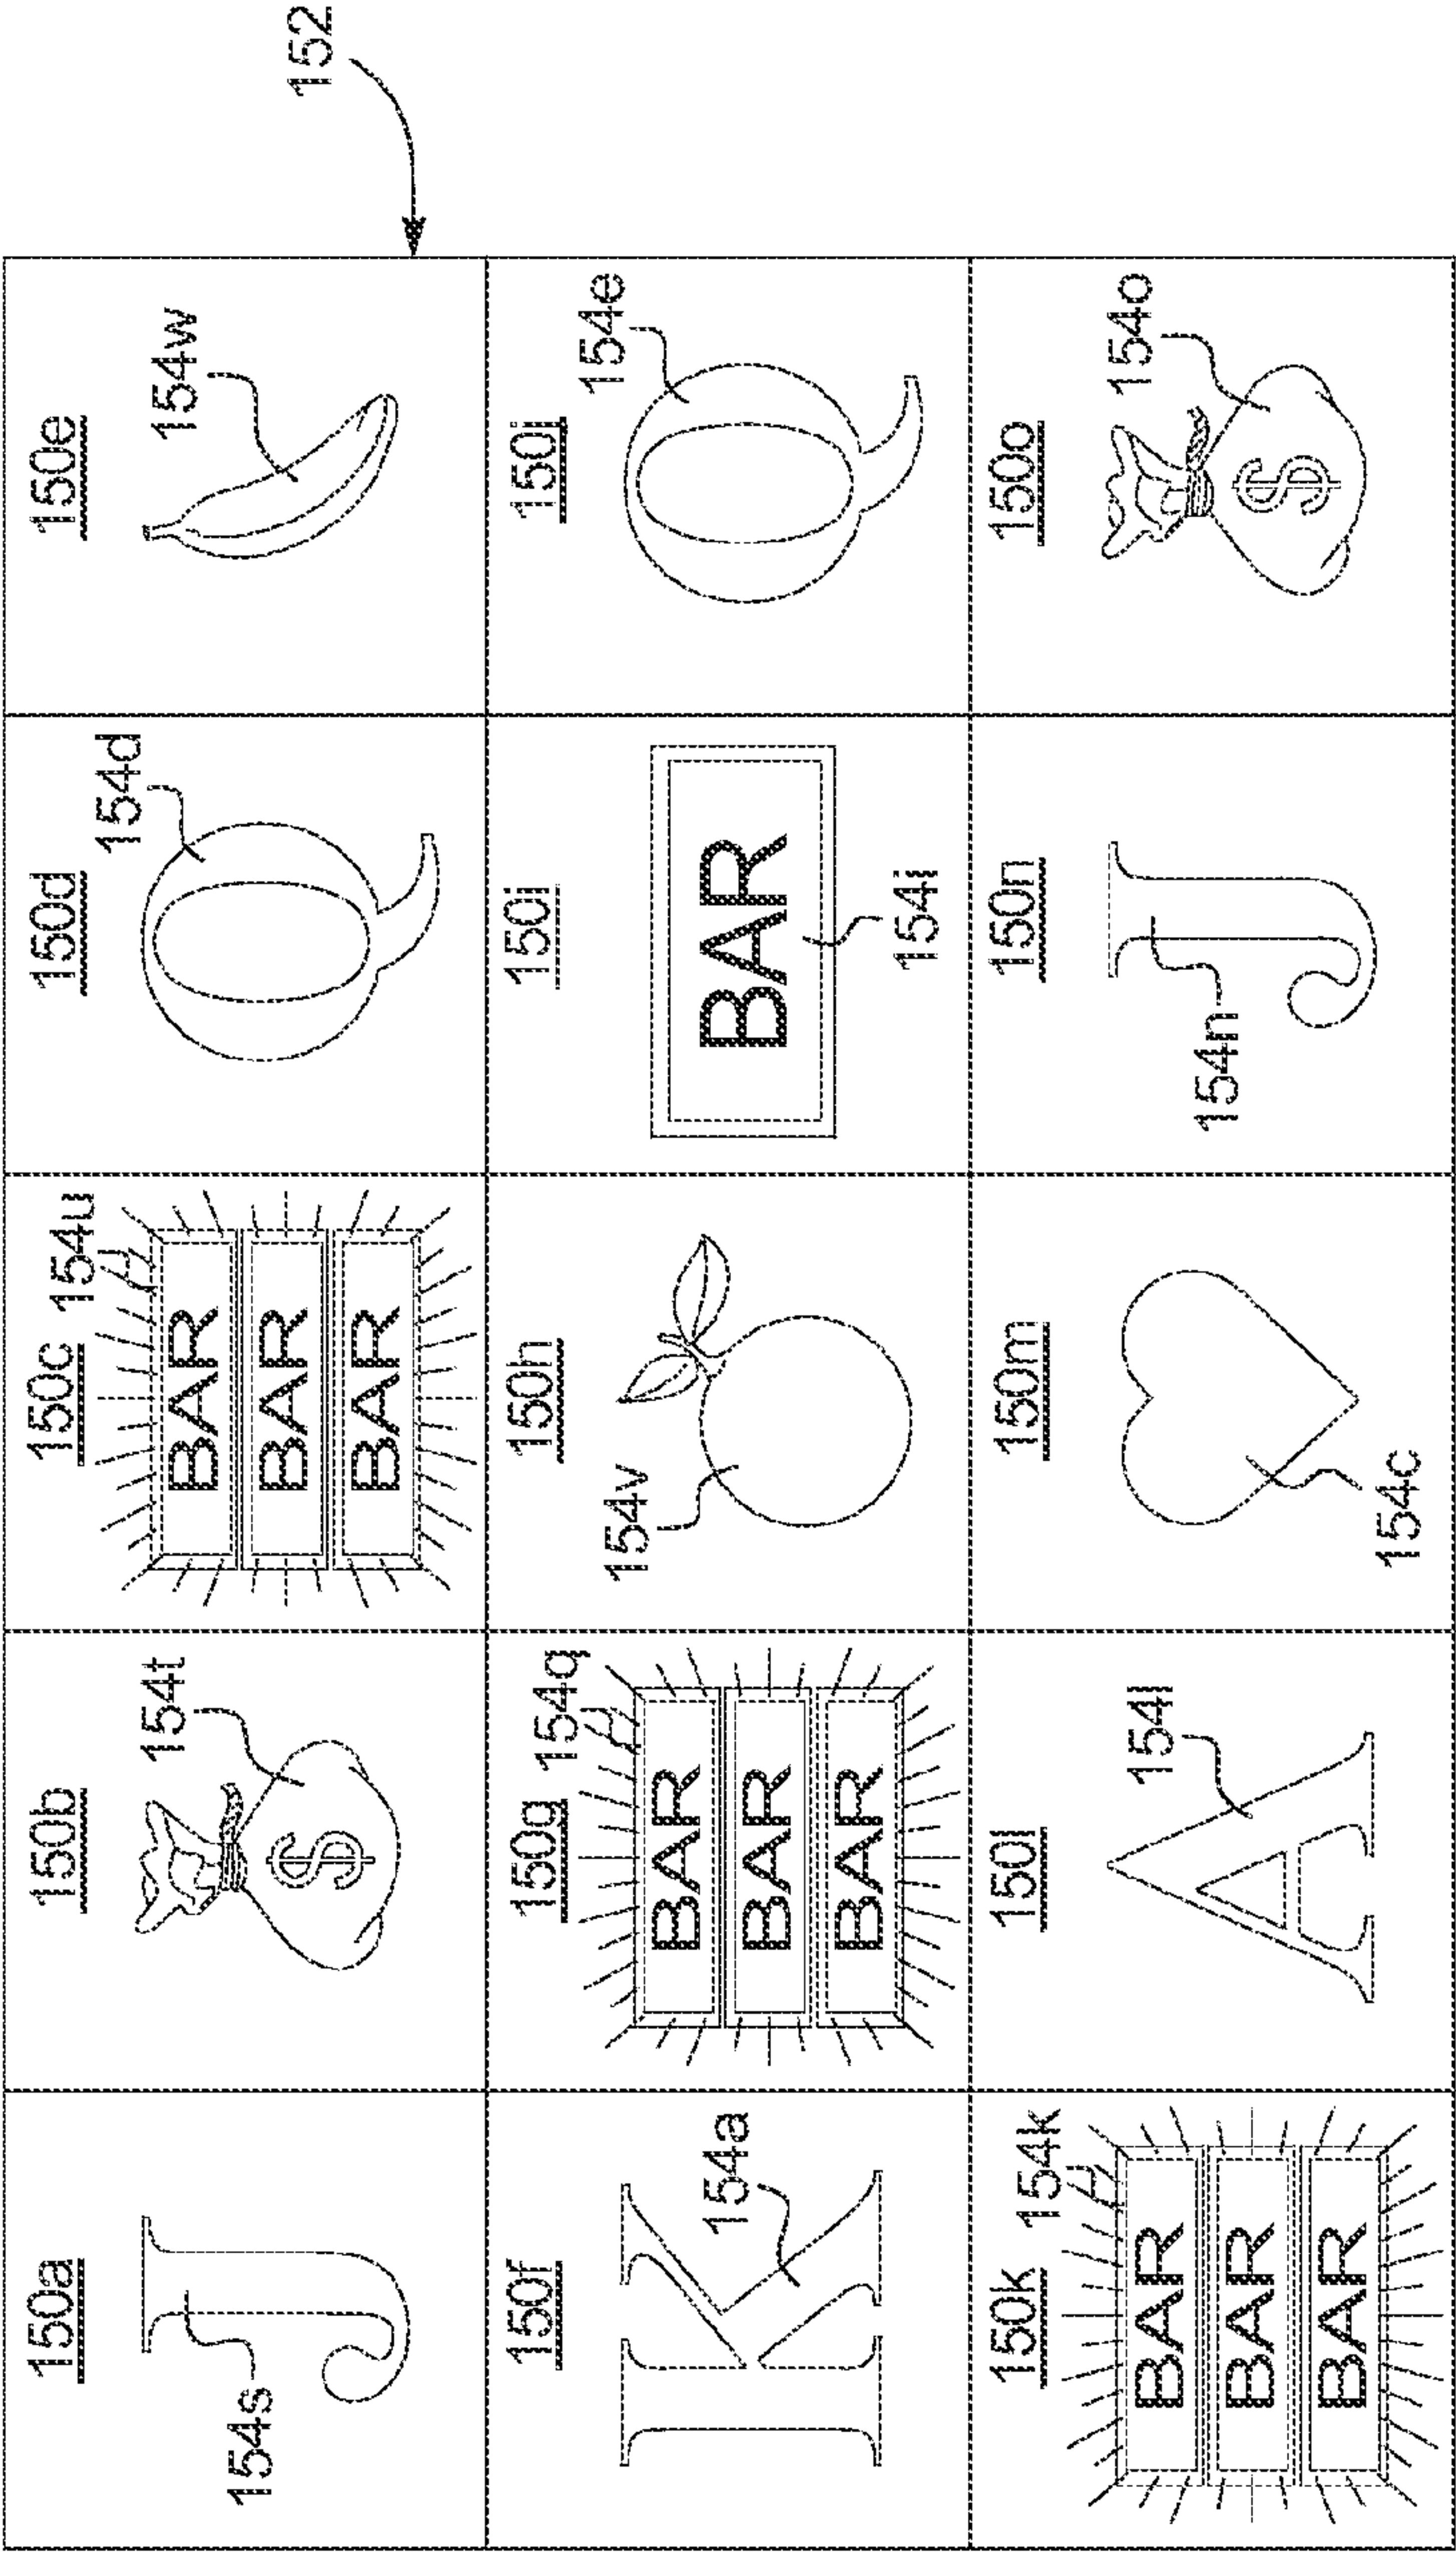 152
150a
J
154s
150b
154t
$
150c
154u
BAR
BAR
BAR
150d
154d
Q
150e
154w
150f
K
154a
150g
154q
BAR
BAR
BAR
150h
154v
150i
BAR
154i
150j
154e
Q
150k
154k
BAR
BAR
BAR
150l
154l
A
150m
154c
150n
J
154n
150o
154o
$